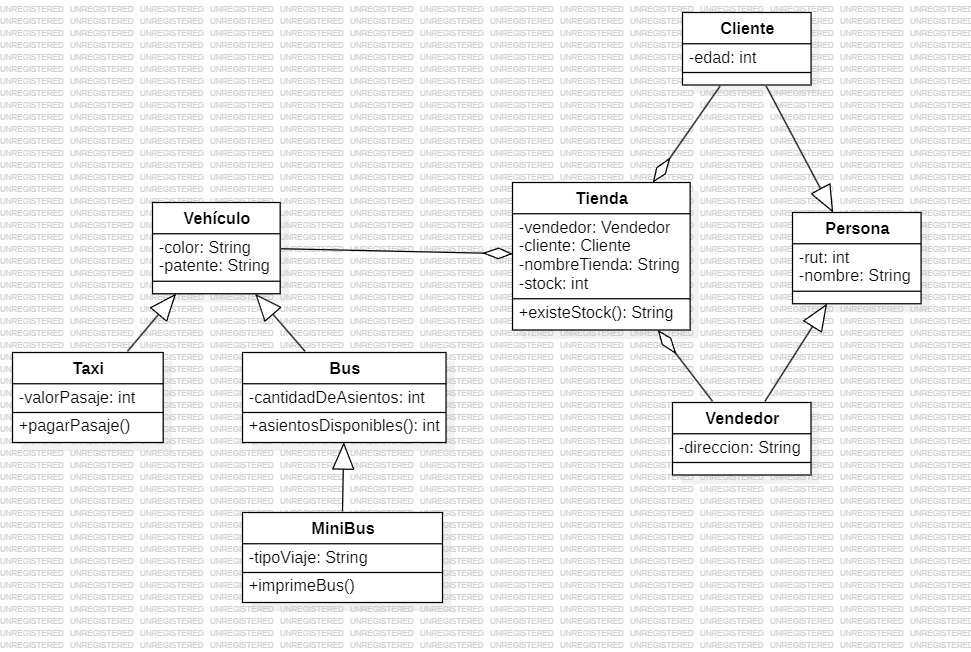 Cliente
-edad: int
Vehículo
-color: String
-patente: String
Tienda
-vendedor: Vendedor
-cliente: Cliente
-nombreTienda: String
-stock: int
+existeStock(): String
Persona
-rut: int
-nombre: String
Taxi
-valorPasaje: int
+pagarPasaje()
Bus
-cantidadDeAsientos: int
+asientosDisponibles(): int
Vendedor
-direccion: String
MiniBus
-tipoViaje: String
+imprimeBus()
UNREGISTERED